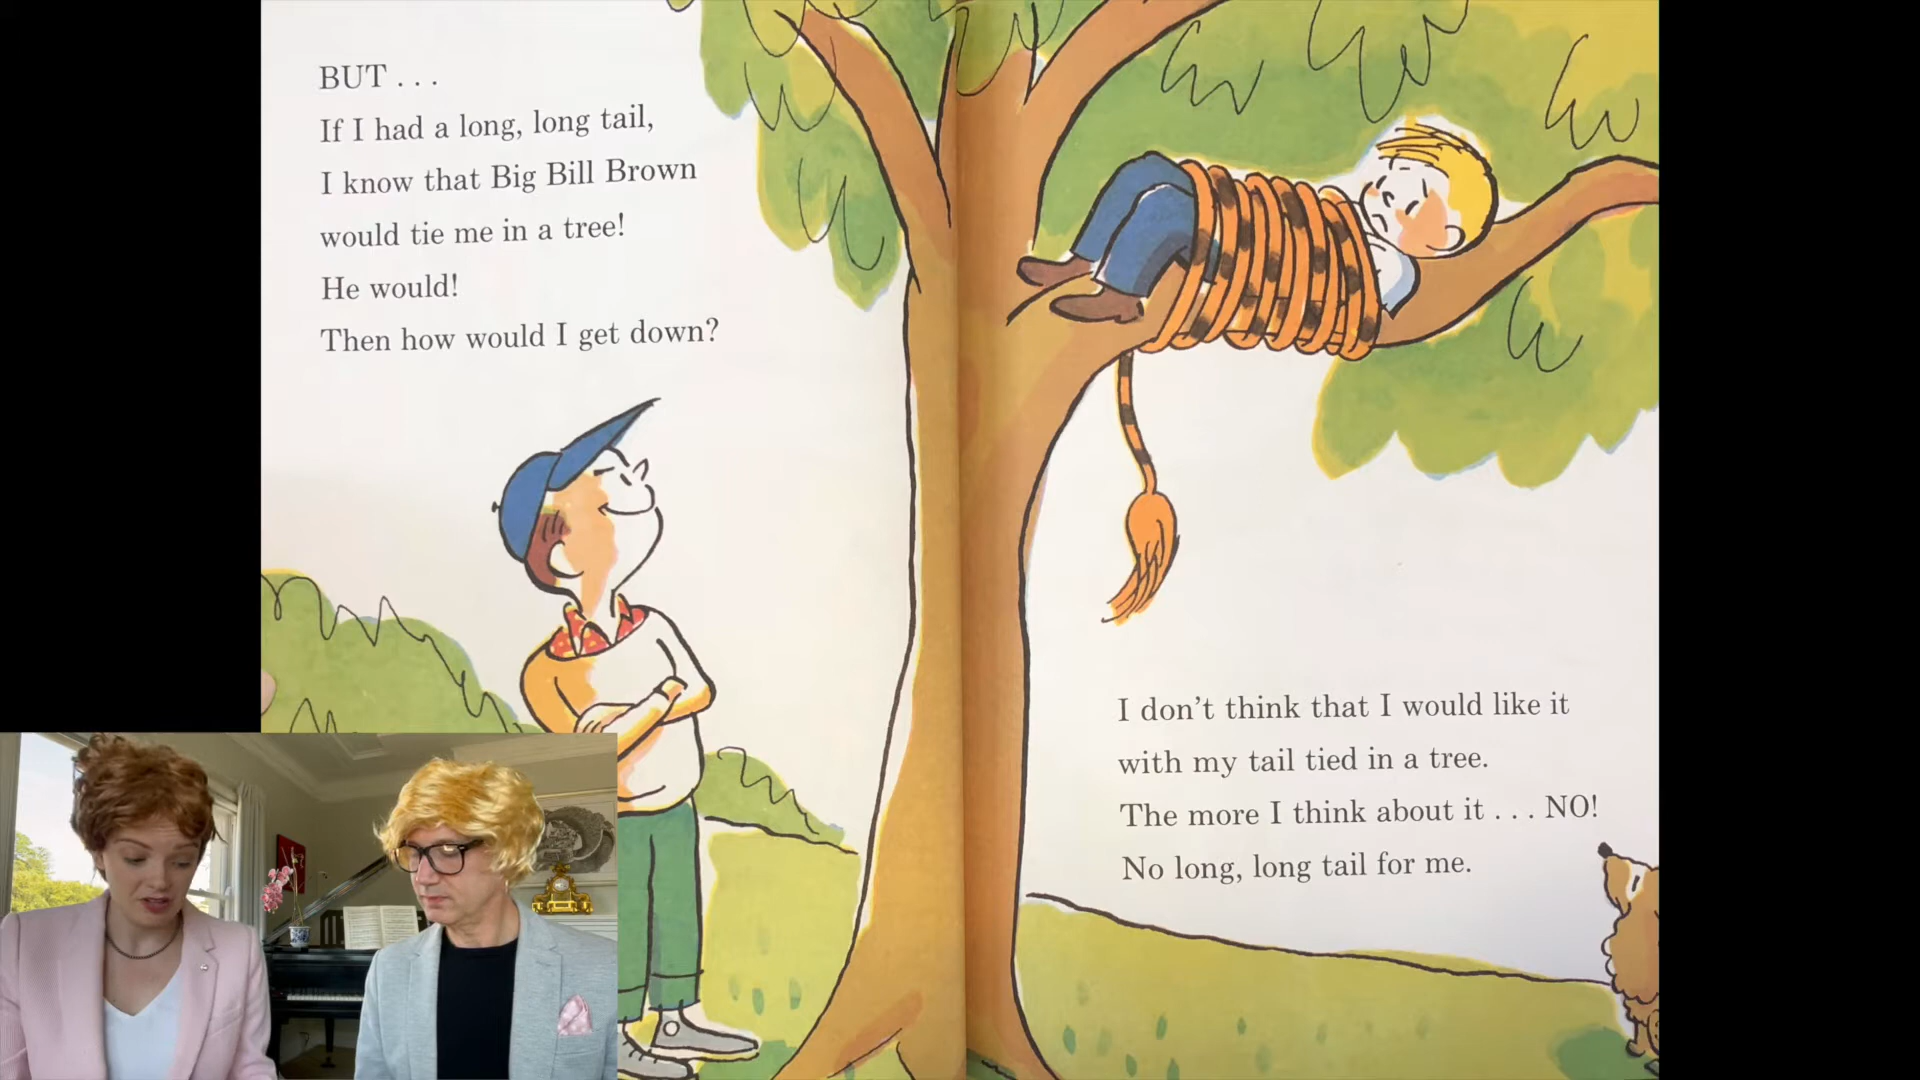 BUT . . .
If I had a long, long tail,
I know that Big Bill Brown
would tie me in a tree!
He would!
Then how would I get down?
I don't think that I would like it
with my tail tied in a tree.
The more I think about it . . . NO!
No long, long tail for me.